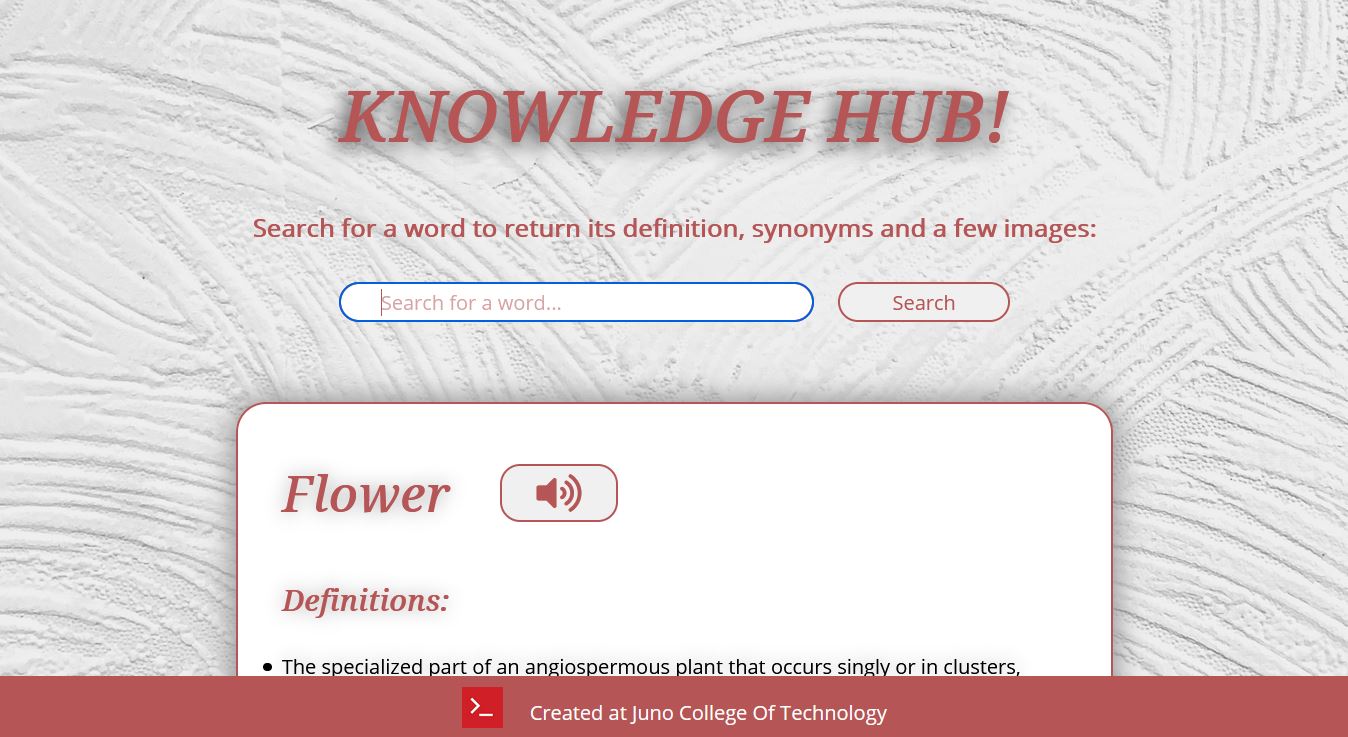 KNOWLEDGE HUB!
Search for a word to return its definition, synonyms and a few images:
Search for a word...
Search
Flower
Definitions:
The specialized part of an angiospermous plant that occurs singly or in clusters,
Created at Juno College Of Technology